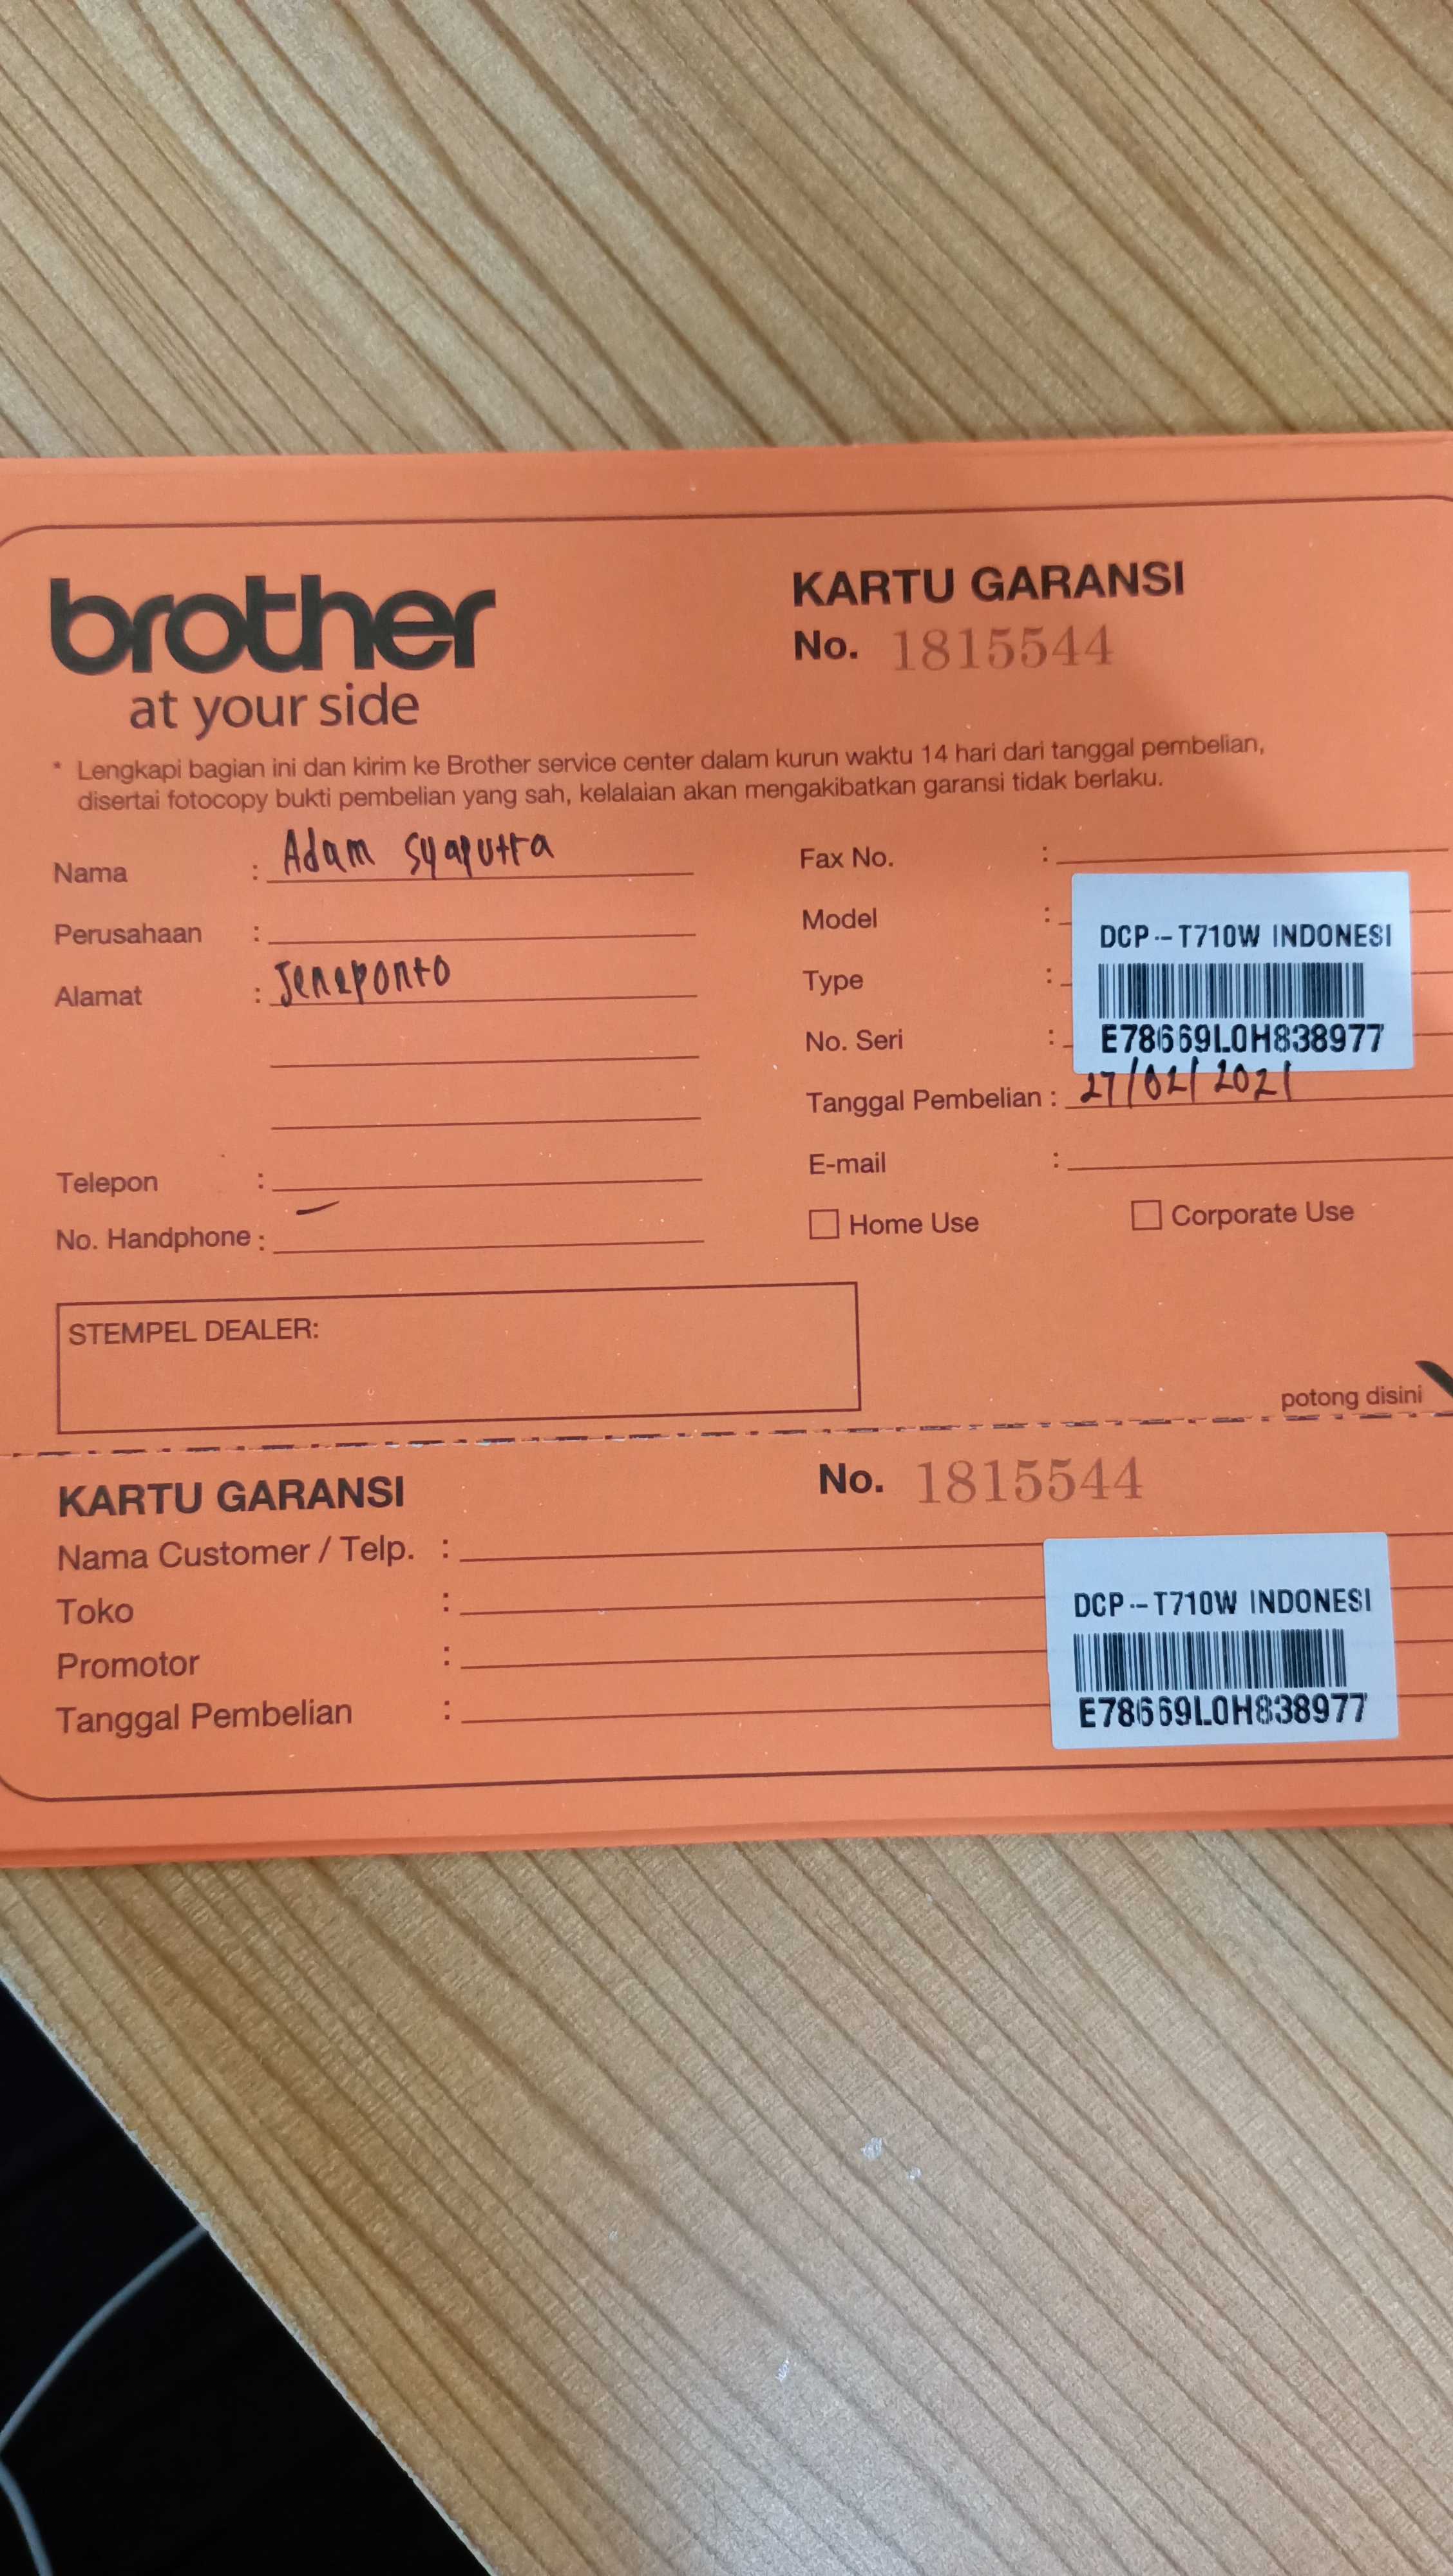 brother
at your side
KARTU GARANSI
No. 1815544
* Lengkapi bagian ini dan kirim ke Brother service center dalam kurun waktu 14 hari dari tanggal pembelian,
disertai fotocopy bukti pembelian yang sah, kelalaian akan mengakibatkan garansi tidak berlaku.
Nama : Adam Syaputra
Perusahaan :
Alamat : Jeneponto
Telepon :
No. Handphone :
Fax No. :
Model :
Type :
No. Seri :
DCP-T710W INDONESI
E78669L0H838977
Tanggal Pembelian : 27/02/2021
E-mail :
Home Use
Corporate Use
STEMPEL DEALER:
potong disini
KARTU GARANSI
No. 1815544
Nama Customer / Telp. :
Toko :
Promotor :
Tanggal Pembelian :
DCP-T710W INDONESI
E78669L0H838977